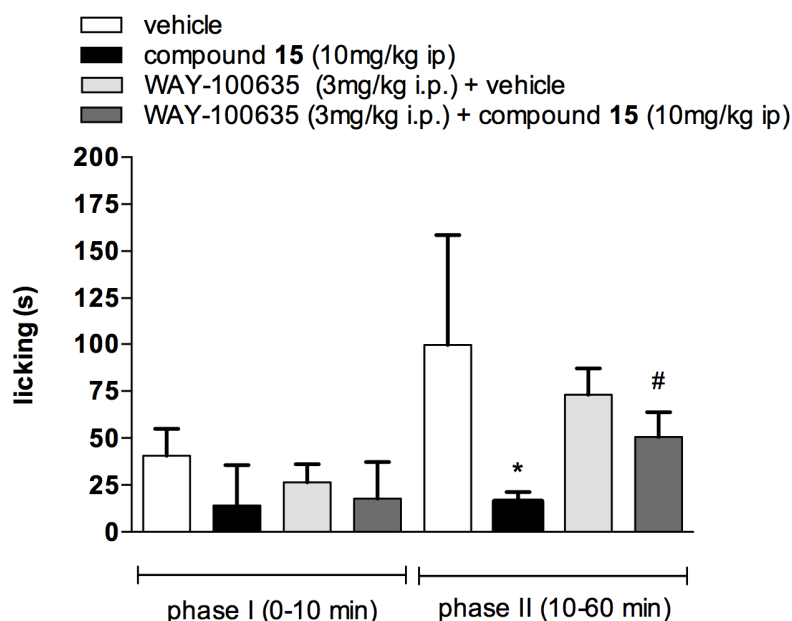 vehicle
compound 15 (10mg/kg ip)
WAY-100635 (3mg/kg i.p.) + vehicle
WAY-100635 (3mg/kg i.p.) + compound 15 (10mg/kg ip)
200
175
150
125
100
75
50
25
0
licking (s)
*
#
phase I (0-10 min)
phase II (10-60 min)